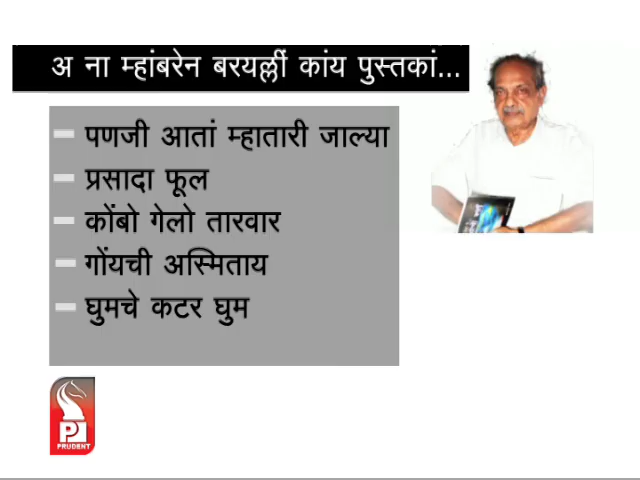 अ ना म्हांबरेन बरयल्लीं कांय पुस्तकां...
पणजी आतां म्हातारी जाल्या
प्रसादा फूल
कोंबो गेलो तारवार
गोंयची अस्मिताय
घुमचे कटर घुम
PRUDENT